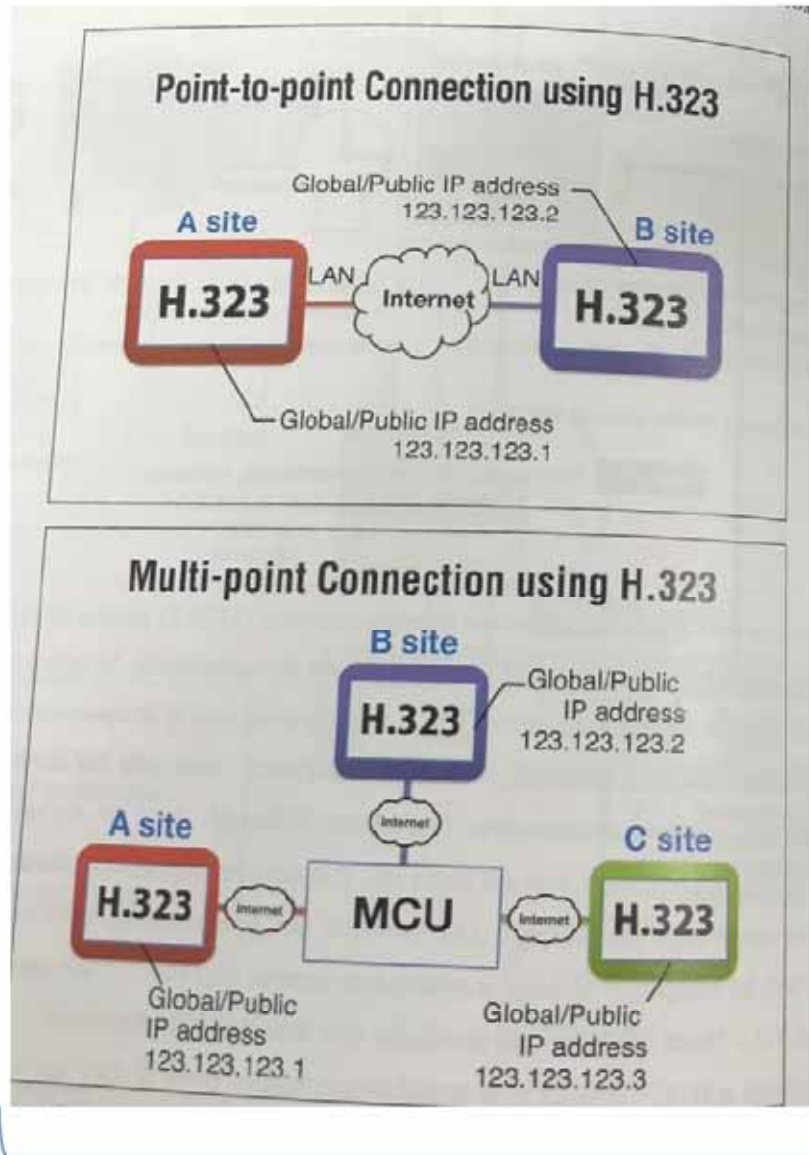 Point-to-point Connection using H.323
Global/Public IP address
123.123.123.2
A site
B site
H.323
LAN
Internet
LAN
H.323
Global/Public IP address
123.123.123.1
Multi-point Connection using H.323
B site
H.323
Global/Public
IP address
123.123.123.2
Internet
A site
C site
H.323
Internet
MCU
Internet
H.323
Global/Public
IP address
123.123.123.1
Global/Public
IP address
123.123.123.3